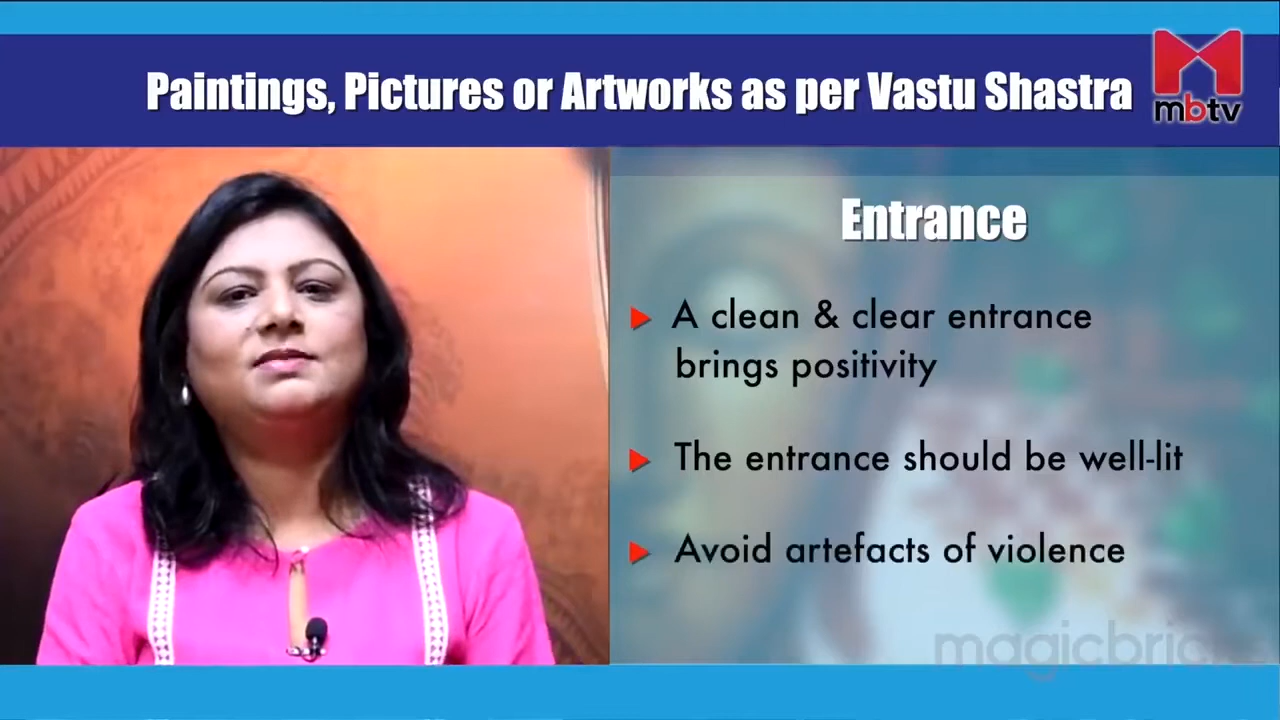 Paintings, Pictures or Artworks as per Vastu Shastra
mbtv
Entrance
A clean & clear entrance
brings positivity
The entrance should be well-lit
Avoid artefacts of violence
magicbric